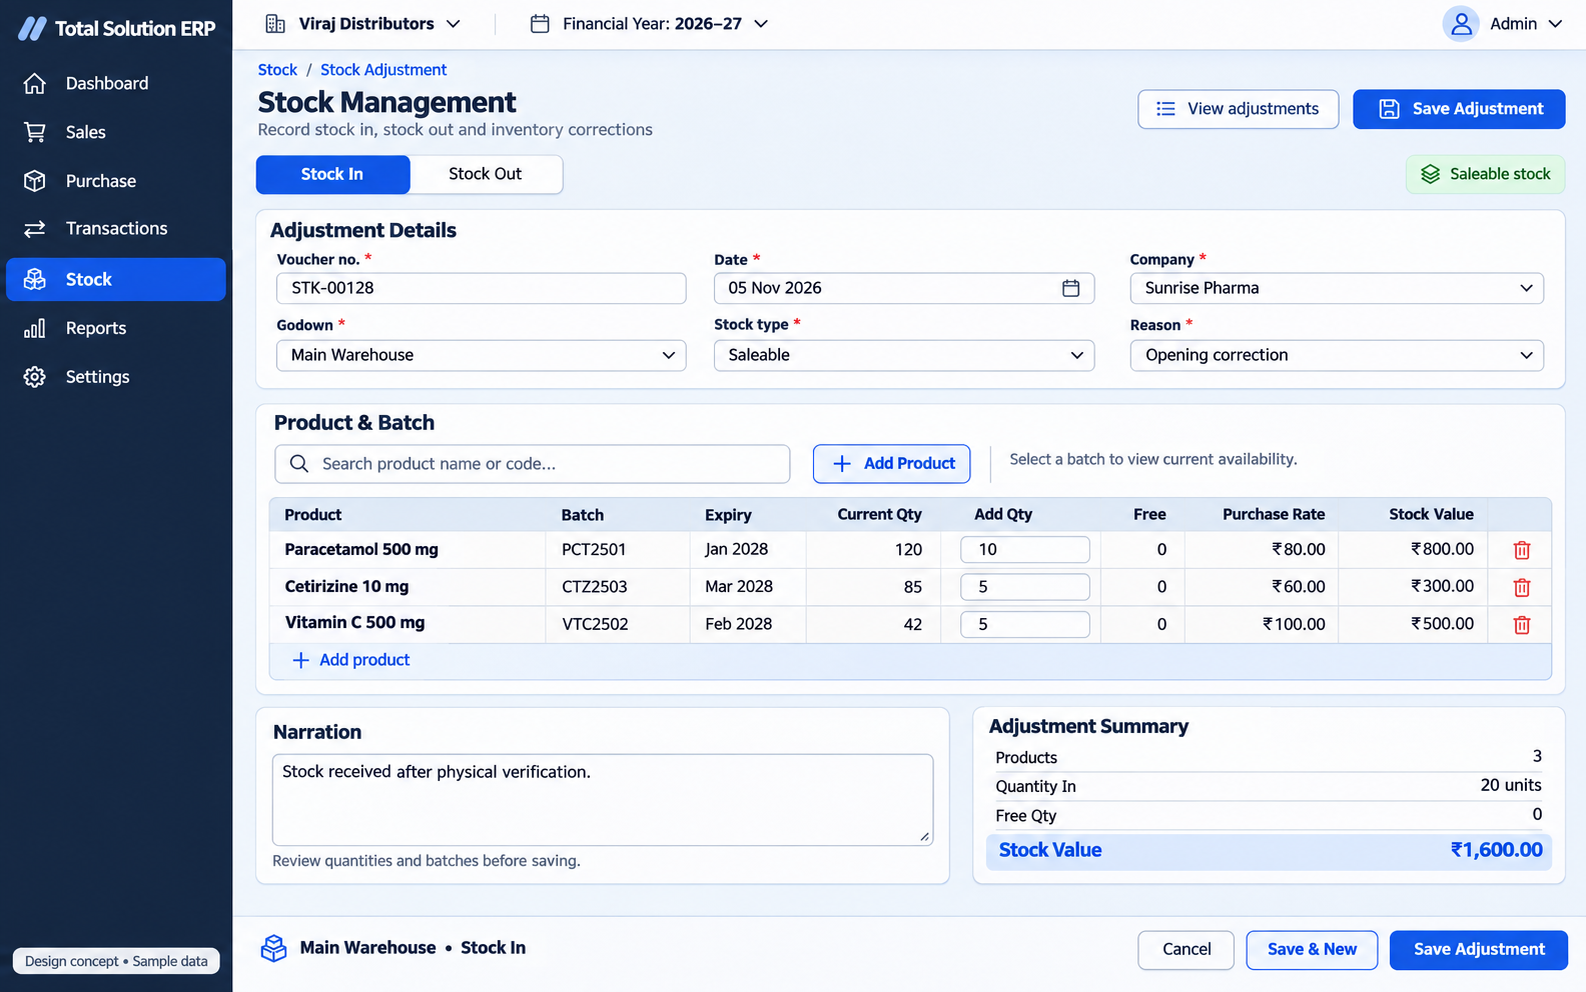 Total Solution ERP
Viraj Distributors
Financial Year: 2026–27
Admin
Dashboard
Sales
Purchase
Transactions
Stock
Reports
Settings
Design concept • Sample data
Stock / Stock Adjustment
Stock Management
Record stock in, stock out and inventory corrections
View adjustments
Save Adjustment
Stock In
Stock Out
Saleable stock
Adjustment Details
Voucher no. *
Date *
Company *
STK-00128
05 Nov 2026
Sunrise Pharma
Godown *
Stock type *
Reason *
Main Warehouse
Saleable
Opening correction
Product & Batch
Search product name or code...
+ Add Product
Select a batch to view current availability.
Product Batch Expiry Current Qty Add Qty Free Purchase Rate Stock Value
Paracetamol 500 mg PCT2501 Jan 2028 120 10 0 ₹80.00 ₹800.00
Cetirizine 10 mg CTZ2503 Mar 2028 85 5 0 ₹60.00 ₹300.00
Vitamin C 500 mg VTC2502 Feb 2028 42 5 0 ₹100.00 ₹500.00
+ Add product
Narration
Stock received after physical verification.
Review quantities and batches before saving.
Adjustment Summary
Products 3
Quantity In 20 units
Free Qty 0
Stock Value ₹1,600.00
Main Warehouse • Stock In
Cancel
Save & New
Save Adjustment